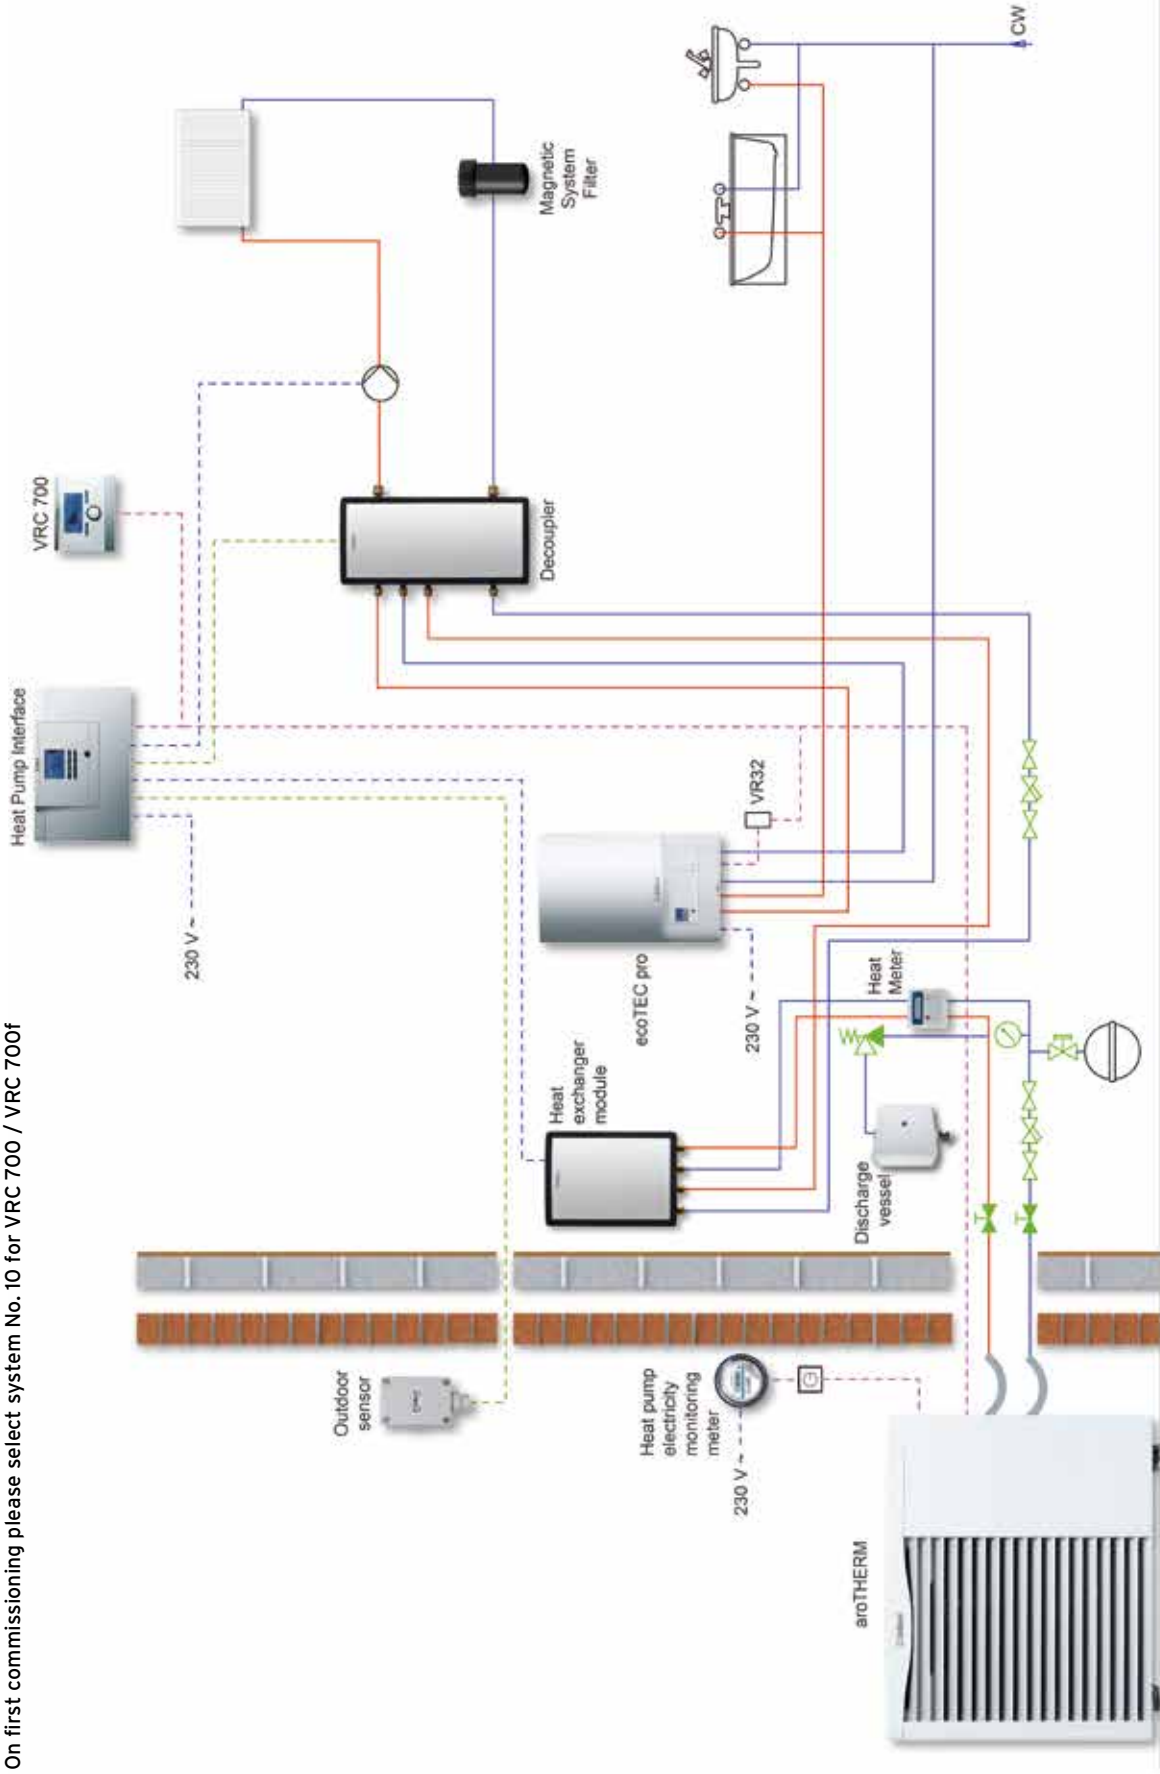 On first commissioning please select system No. 10 for VRC 700 / VRC 700f
Heat Pump Interface
VRC 700
230 V ~
Outdoor
sensor
Decoupler
Magnetic
System
Filter
Heat
exchanger
module
ecoTEC pro
VR32
230 V ~
Heat pump
electricity
monitoring
meter
230 V ~
Discharge
vessel
Heat
Meter
aroTHERM
CW